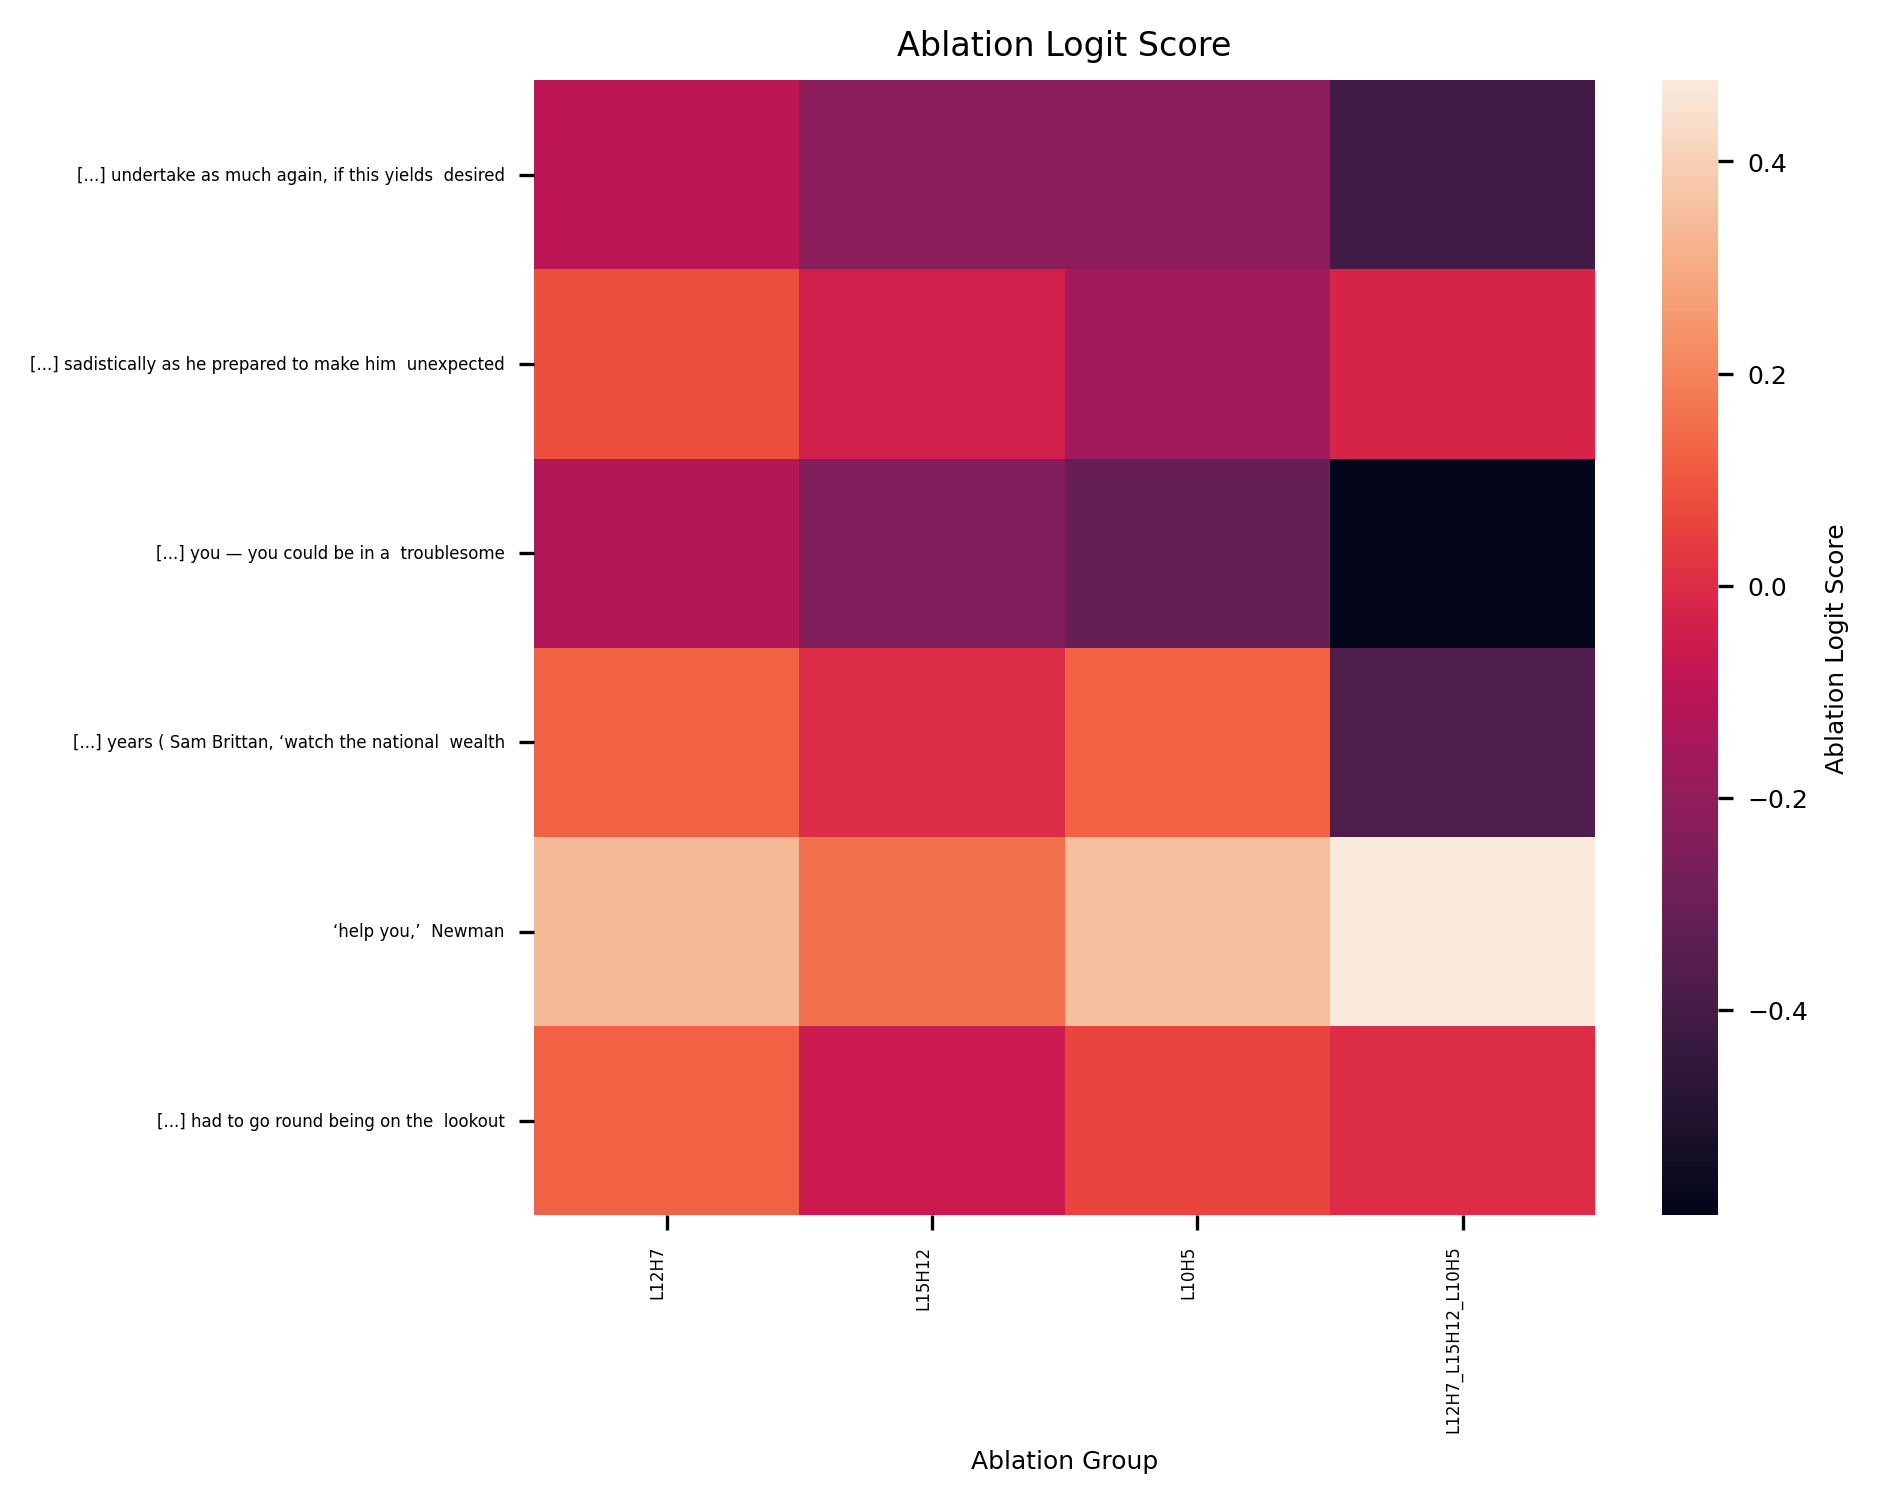 Ablation Logit Score
[...] undertake as much again, if this yields  desired
[...] sadistically as he prepared to make him  unexpected
[...] you — you could be in a  troublesome
[...] years ( Sam Brittan, ‘watch the national  wealth
‘help you,’  Newman
[...] had to go round being on the  lookout
L12H7
L15H12
L10H5
L12H7_L15H12_L10H5
Ablation Group
0.4
0.2
0.0
−0.2
−0.4
Ablation Logit Score